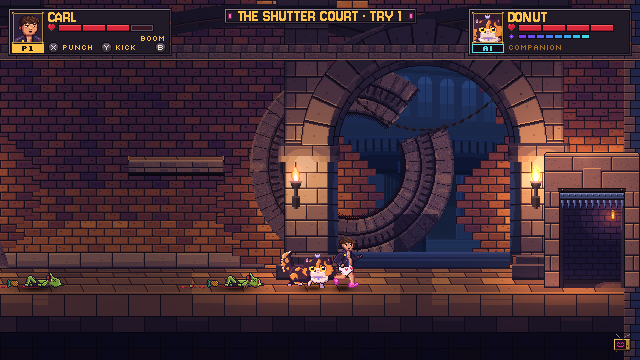 CARL
P1
BOOM
X PUNCH Y KICK B
THE SHUTTER COURT · TRY 1
DONUT
AI
COMPANION